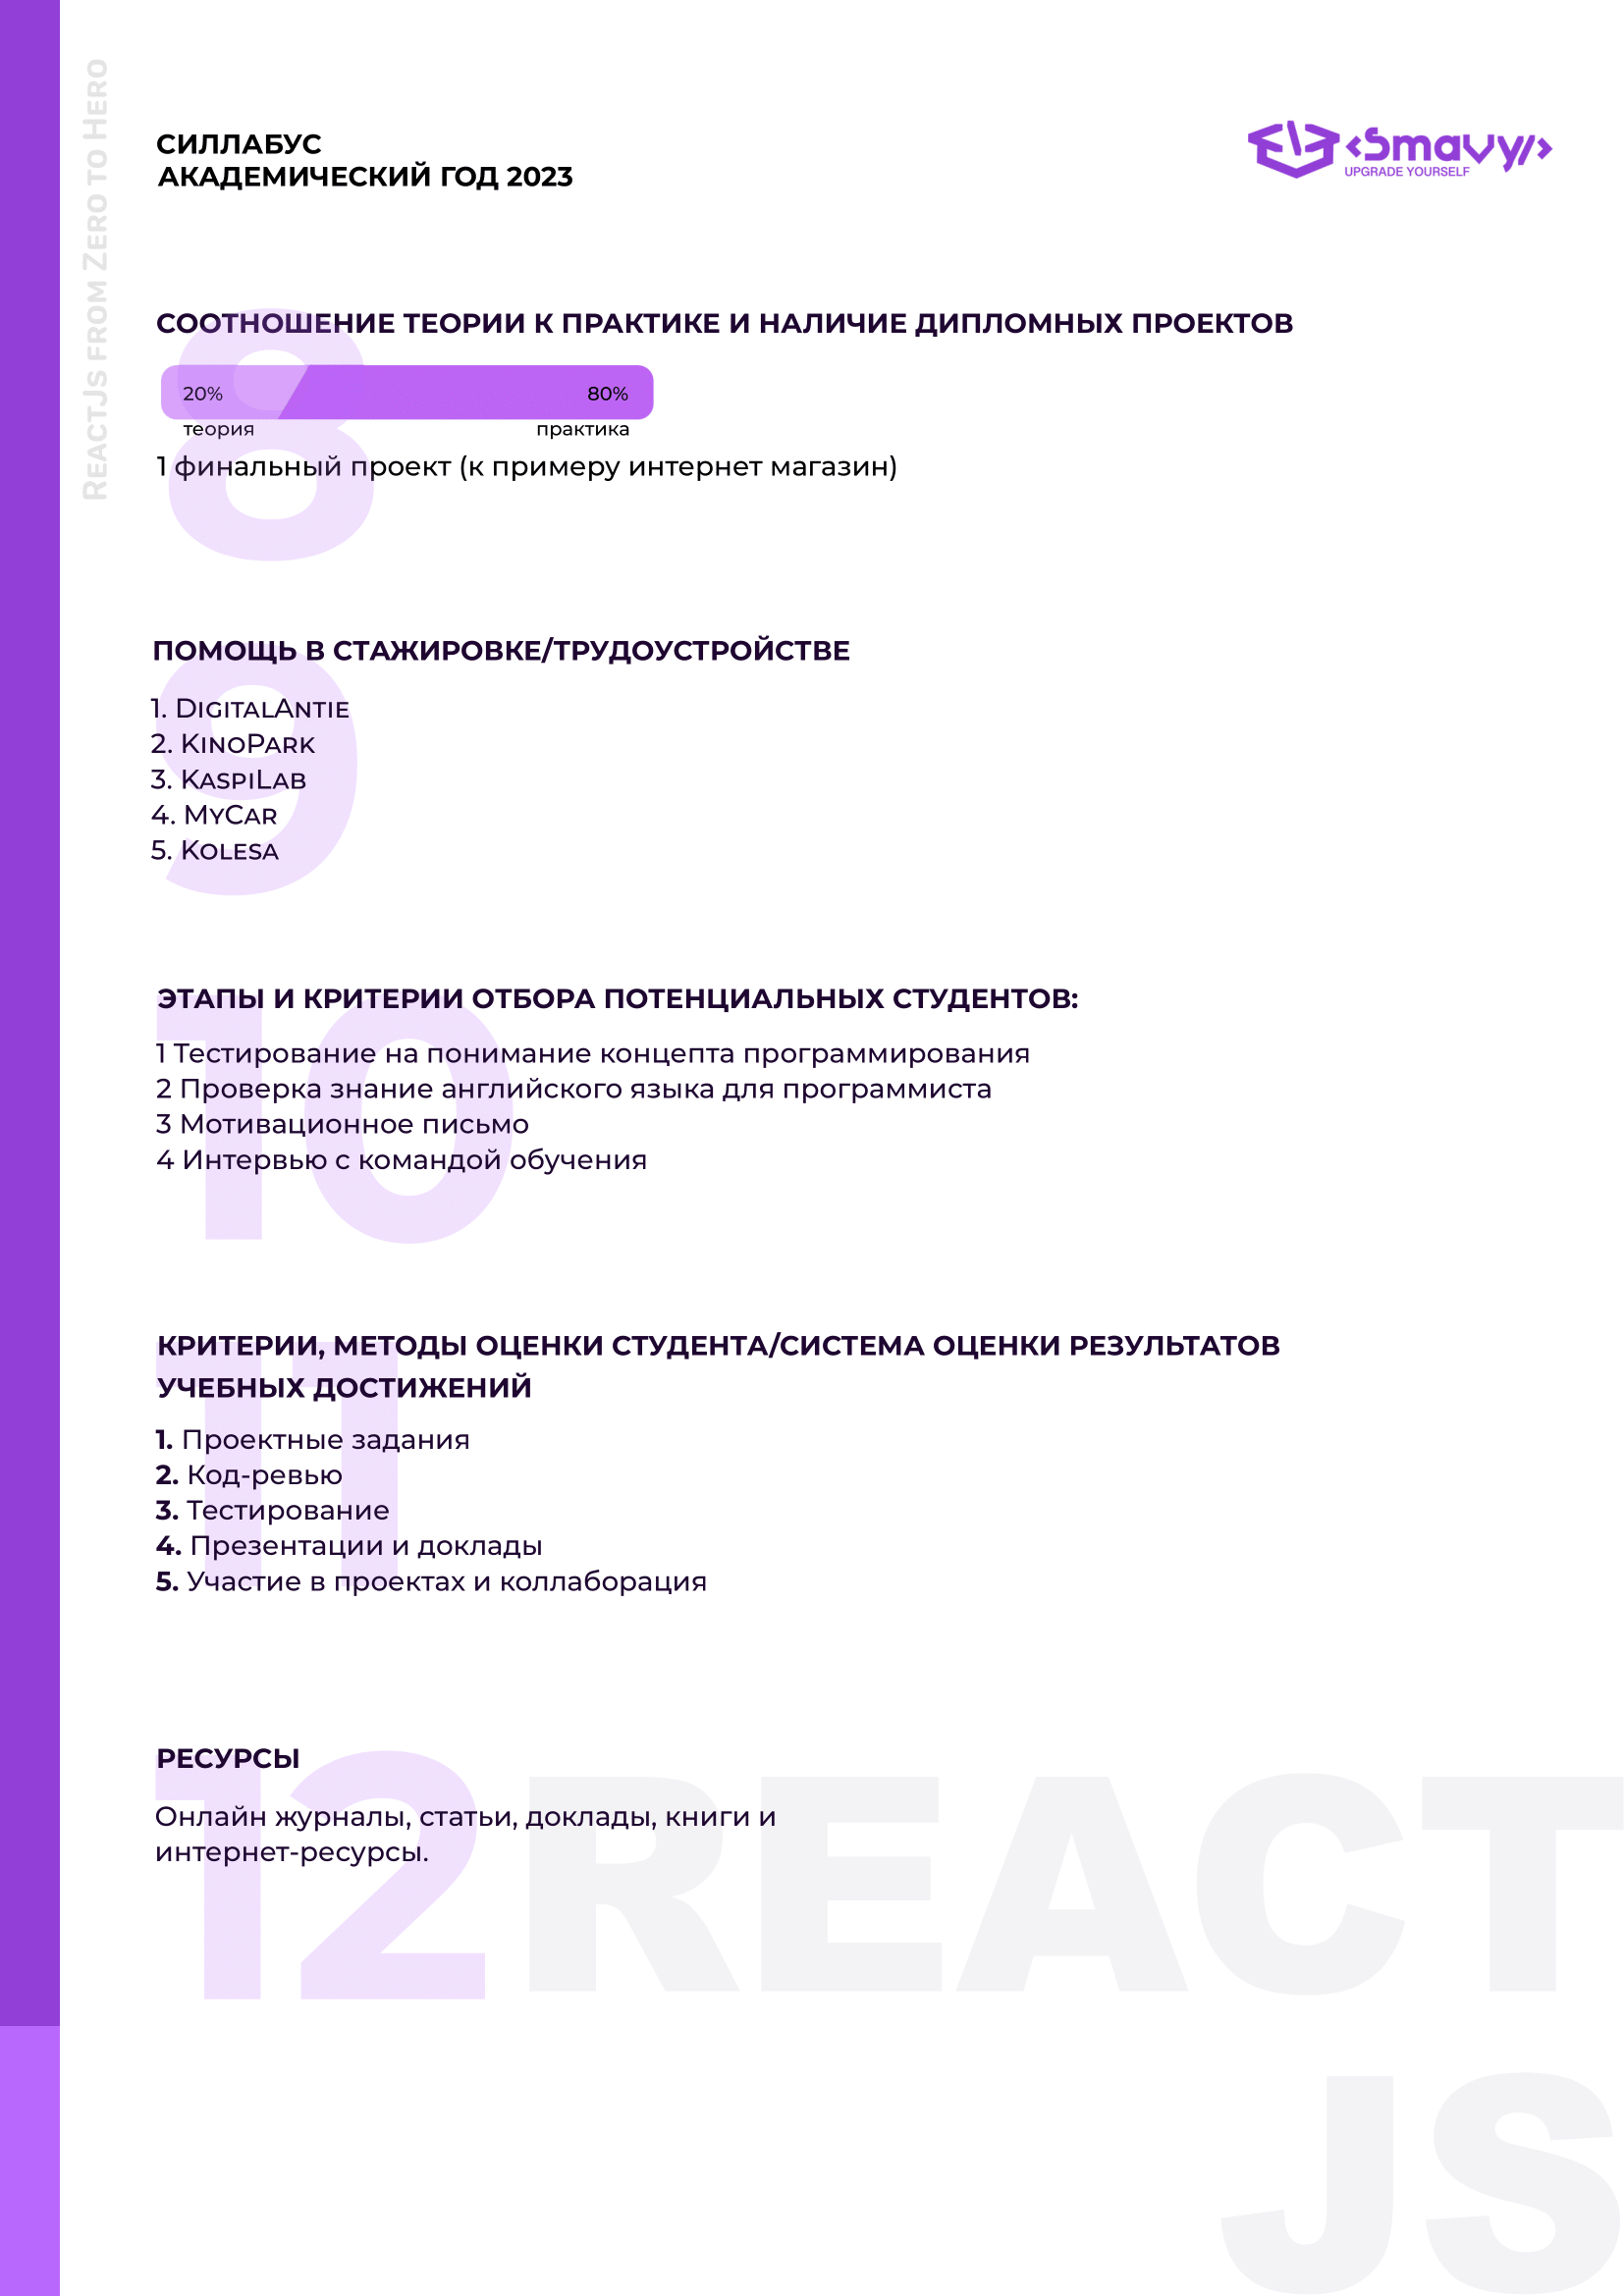 ReactJs from Zero to Hero
СИЛЛАБУС
АКАДЕМИЧЕСКИЙ ГОД 2023
<Smavy/>
UPGRADE YOURSELF
8
СООТНОШЕНИЕ ТЕОРИИ К ПРАКТИКЕ И НАЛИЧИЕ ДИПЛОМНЫХ ПРОЕКТОВ
20% 80%
теория практика
1 финальный проект (к примеру интернет магазин)
9
ПОМОЩЬ В СТАЖИРОВКЕ/ТРУДОУСТРОЙСТВЕ
1. DigitalAntie
2. KinoPark
3. KaspiLab
4. MyCar
5. Kolesa
10
ЭТАПЫ И КРИТЕРИИ ОТБОРА ПОТЕНЦИАЛЬНЫХ СТУДЕНТОВ:
1 Тестирование на понимание концепта программирования
2 Проверка знание английского языка для программиста
3 Мотивационное письмо
4 Интервью с командой обучения
11
КРИТЕРИИ, МЕТОДЫ ОЦЕНКИ СТУДЕНТА/СИСТЕМА ОЦЕНКИ РЕЗУЛЬТАТОВ
УЧЕБНЫХ ДОСТИЖЕНИЙ
1. Проектные задания
2. Код-ревью
3. Тестирование
4. Презентации и доклады
5. Участие в проектах и коллаборация
12
РЕСУРСЫ
Онлайн журналы, статьи, доклады, книги и
интернет-ресурсы.
REACT
JS